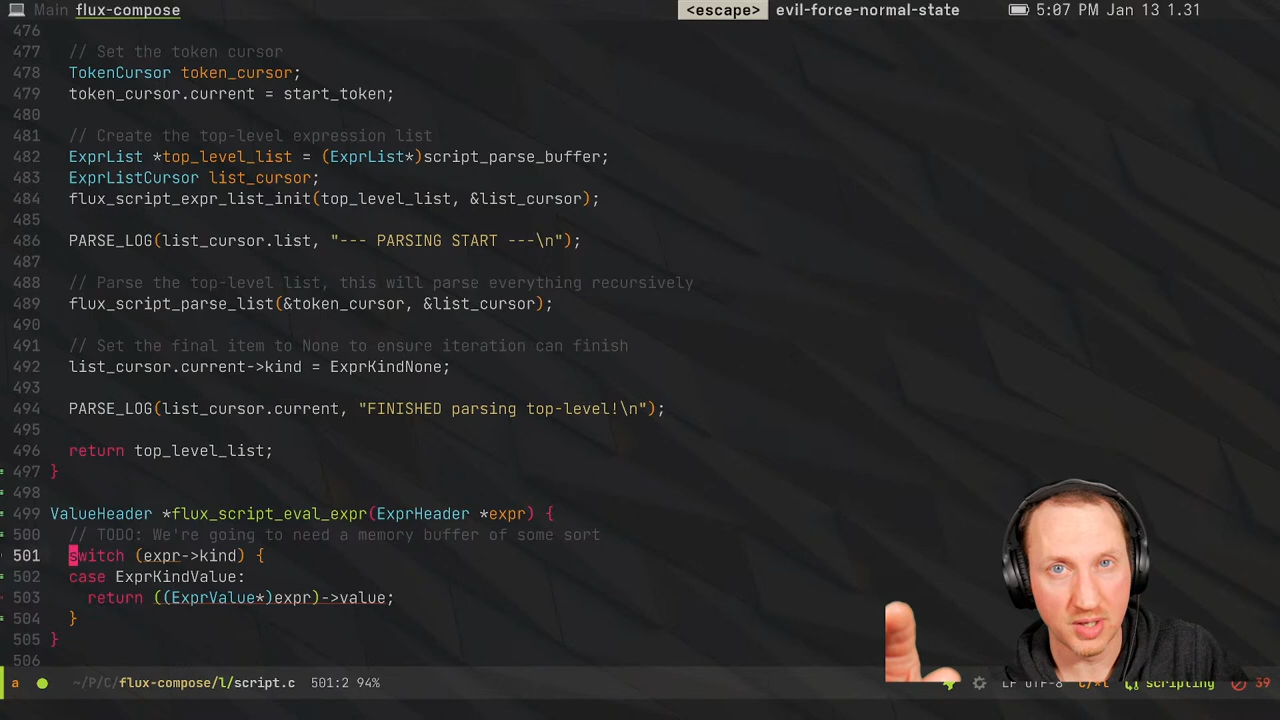 Main flux-compose <escape> evil-force-normal-state 5:07 PM Jan 13 1.31
476
477 // Set the token cursor
478 TokenCursor token_cursor;
479 token_cursor.current = start_token;
480
481 // Create the top-level expression list
482 ExprList *top_level_list = (ExprList*)script_parse_buffer;
483 ExprListCursor list_cursor;
484 flux_script_expr_list_init(top_level_list, &list_cursor);
485
486 PARSE_LOG(list_cursor.list, "--- PARSING START ---\n");
487
488 // Parse the top-level list, this will parse everything recursively
489 flux_script_parse_list(&token_cursor, &list_cursor);
490
491 // Set the final item to None to ensure iteration can finish
492 list_cursor.current->kind = ExprKindNone;
493
494 PARSE_LOG(list_cursor.current, "FINISHED parsing top-level!\n");
495
496 return top_level_list;
497 }
498
499 ValueHeader *flux_script_eval_expr(ExprHeader *expr) {
500 // TODO: We're going to need a memory buffer of some sort
501 switch (expr->kind) {
502 case ExprKindValue:
503 return ((ExprValue*)expr)->value;
504 }
505 }
506
a ~/P/C/flux-compose/l/script.c 501:2 94% LF UTF-8 C/*l scripting 39